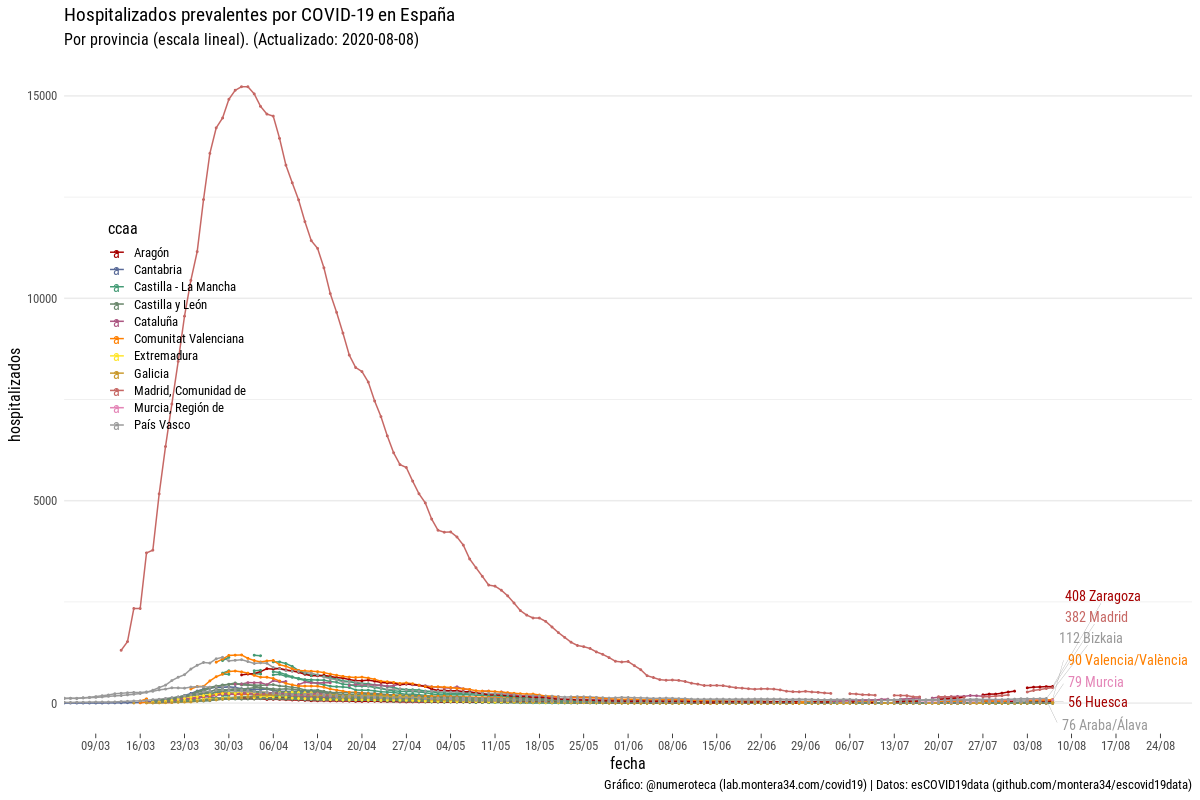 Hospitalizados prevalentes por COVID-19 en España
Por provincia (escala lineal). (Actualizado: 2020-08-08)
15000
10000
5000
0
hospitalizados
ccaa
Aragón
Cantabria
Castilla - La Mancha
Castilla y León
Cataluña
Comunitat Valenciana
Extremadura
Galicia
Madrid, Comunidad de
Murcia, Región de
País Vasco
408 Zaragoza
382 Madrid
112 Bizkaia
90 Valencia/València
79 Murcia
56 Huesca
76 Araba/Álava
09/03 16/03 23/03 30/03 06/04 13/04 20/04 27/04 04/05 11/05 18/05 25/05 01/06 08/06 15/06 22/06 29/06 06/07 13/07 20/07 27/07 03/08 10/08 17/08 24/08
fecha
Gráfico: @numeroteca (lab.montera34.com/covid19) | Datos: esCOVID19data (github.com/montera34/escovid19data)